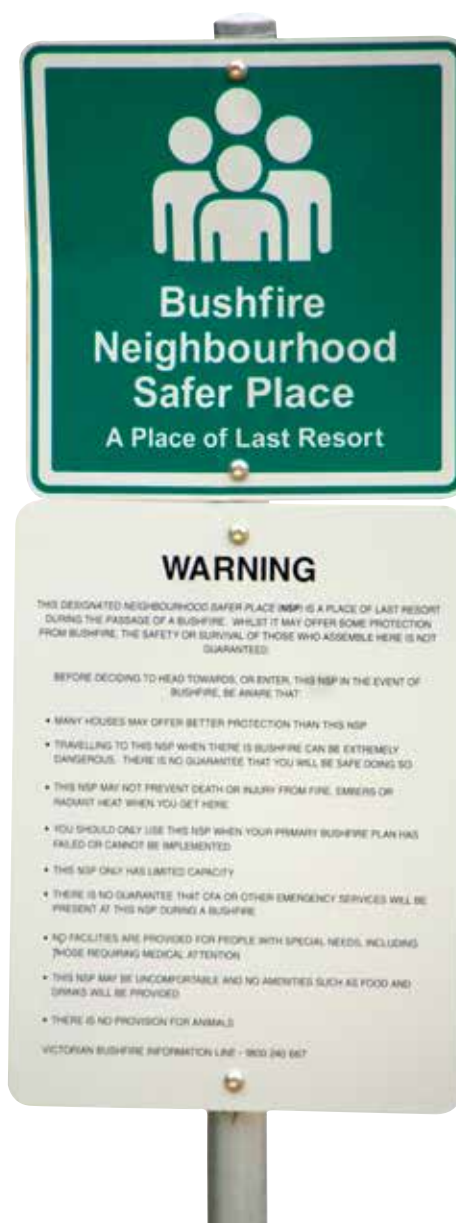 Bushfire
Neighbourhood
Safer Place
A Place of Last Resort
WARNING
THIS DESIGNATED NEIGHBOURHOOD SAFER PLACE (NSP) IS A PLACE OF LAST RESORT
DURING THE PASSAGE OF A BUSHFIRE. WHILST IT MAY OFFER SOME PROTECTION
FROM BUSHFIRE, THE SAFETY OR SURVIVAL OF THOSE WHO ASSEMBLE HERE IS NOT
GUARANTEED.
BEFORE DECIDING TO HEAD TOWARDS, OR ENTER, THIS NSP IN THE EVENT OF
BUSHFIRE, BE AWARE THAT:
• MANY HOUSES MAY OFFER BETTER PROTECTION THAN THIS NSP
• TRAVELLING TO THIS NSP WHEN THERE IS BUSHFIRE CAN BE EXTREMELY
DANGEROUS. THERE IS NO GUARANTEE THAT YOU WILL BE SAFE DOING SO
• THIS NSP MAY NOT PREVENT DEATH OR INJURY FROM FIRE, EMBERS OR
RADIANT HEAT WHEN YOU GET HERE
• YOU SHOULD ONLY USE THIS NSP WHEN YOUR PRIMARY BUSHFIRE PLAN HAS
FAILED OR CANNOT BE IMPLEMENTED
• THIS NSP ONLY HAS LIMITED CAPACITY
• THERE IS NO GUARANTEE THAT CFA OR OTHER EMERGENCY SERVICES WILL BE
PRESENT AT THIS NSP DURING A BUSHFIRE
• NO FACILITIES ARE PROVIDED FOR PEOPLE WITH SPECIAL NEEDS, INCLUDING
THOSE REQUIRING MEDICAL ATTENTION
• THIS NSP MAY BE UNCOMFORTABLE AND NO AMENITIES SUCH AS FOOD AND
DRINKS WILL BE PROVIDED
• THERE IS NO PROVISION FOR ANIMALS
VICTORIAN BUSHFIRE INFORMATION LINE - 240 667